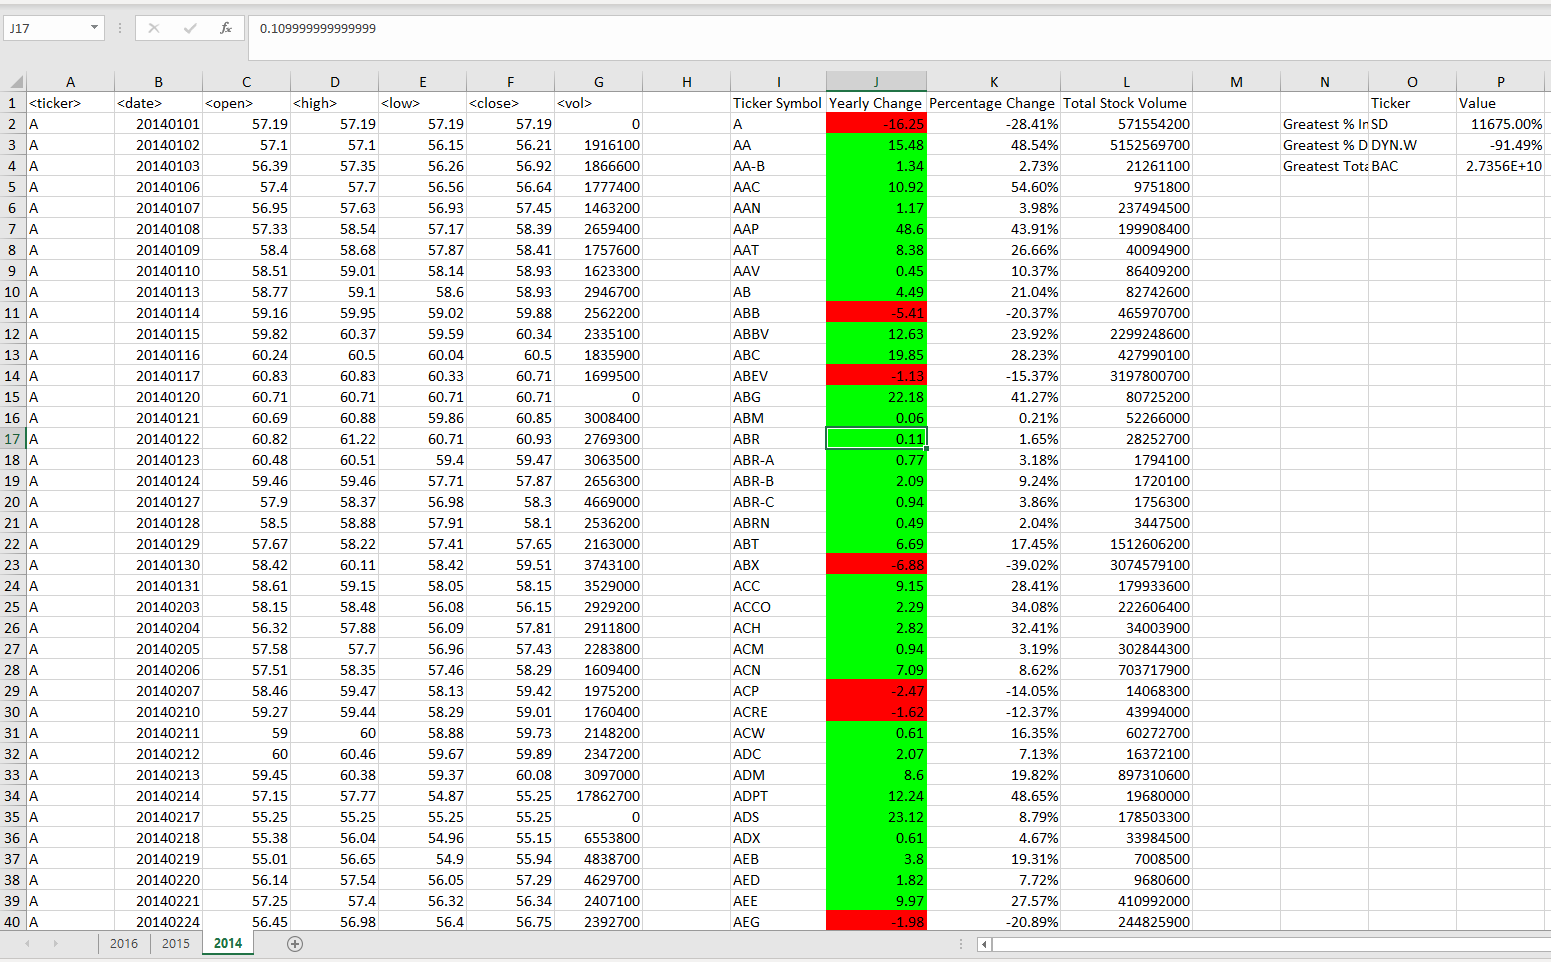 J17 fx 0.109999999999999
A B C D E F G H I J K L M N O P
1 <ticker> <date> <open> <high> <low> <close> <vol> Ticker Symbol Yearly Change Percentage Change Total Stock Volume Ticker Value
2 A 20140101 57.19 57.19 57.19 57.19 0 A -16.25 -28.41% 571554200 Greatest % In SD 11675.00%
3 A 20140102 57.1 57.1 56.15 56.21 1916100 AA 15.48 48.54% 5152569700 Greatest % D DYN.W -91.49%
4 A 20140103 56.39 57.35 56.26 56.92 1866600 AA-B 1.34 2.73% 21261100 Greatest Tota BAC 2.7356E+10
5 A 20140106 57.4 57.7 56.56 56.64 1777400 AAC 10.92 54.60% 9751800
6 A 20140107 56.95 57.63 56.93 57.45 1463200 AAN 1.17 3.98% 237494500
7 A 20140108 57.33 58.54 57.17 58.39 2659400 AAP 48.6 43.91% 199908400
8 A 20140109 58.4 58.68 57.87 58.41 1757600 AAT 8.38 26.66% 40094900
9 A 20140110 58.51 59.01 58.14 58.93 1623300 AAV 0.45 10.37% 86409200
10 A 20140113 58.77 59.1 58.6 58.93 2946700 AB 4.49 21.04% 82742600
11 A 20140114 59.16 59.95 59.02 59.88 2562200 ABB -5.41 -20.37% 465970700
12 A 20140115 59.82 60.37 59.59 60.34 2335100 ABBV 12.63 23.92% 2299248600
13 A 20140116 60.24 60.5 60.04 60.5 1835900 ABC 19.85 28.23% 427990100
14 A 20140117 60.83 60.83 60.33 60.71 1699500 ABEV -1.13 -15.37% 3197800700
15 A 20140120 60.71 60.71 60.71 60.71 0 ABG 22.18 41.27% 80725200
16 A 20140121 60.69 60.88 59.86 60.85 3008400 ABM 0.06 0.21% 52266000
17 A 20140122 60.82 61.22 60.71 60.93 2769300 ABR 0.11 1.65% 28252700
18 A 20140123 60.48 60.51 59.4 59.47 3063500 ABR-A 0.77 3.18% 1794100
19 A 20140124 59.46 59.46 57.71 57.87 2656300 ABR-B 2.09 9.24% 1720100
20 A 20140127 57.9 58.37 56.98 58.3 4669000 ABR-C 0.94 3.86% 1756300
21 A 20140128 58.5 58.88 57.91 58.1 2536200 ABRN 0.49 2.04% 3447500
22 A 20140129 57.67 58.22 57.41 57.65 2163000 ABT 6.69 17.45% 1512606200
23 A 20140130 58.42 60.11 58.42 59.51 3743100 ABX -6.88 -39.02% 3074579100
24 A 20140131 58.61 59.15 58.05 58.15 3529000 ACC 9.15 28.41% 179933600
25 A 20140203 58.15 58.48 56.08 56.15 2929200 ACCO 2.29 34.08% 222606400
26 A 20140204 56.32 57.88 56.09 57.81 2911800 ACH 2.82 32.41% 34003900
27 A 20140205 57.58 57.7 56.96 57.43 2283800 ACM 0.94 3.19% 302844300
28 A 20140206 57.51 58.35 57.46 58.29 1609400 ACN 7.09 8.62% 703717900
29 A 20140207 58.46 59.47 58.13 59.42 1975200 ACP -2.47 -14.05% 14068300
30 A 20140210 59.27 59.44 58.29 59.01 1760400 ACRE -1.62 -12.37% 43994000
31 A 20140211 59 60 58.88 59.73 2148200 ACW 0.61 16.35% 60272700
32 A 20140212 60 60.46 59.67 59.89 2347200 ADC 2.07 7.13% 16372100
33 A 20140213 59.45 60.38 59.37 60.08 3097000 ADM 8.6 19.82% 897310600
34 A 20140214 57.15 57.77 54.87 55.25 17862700 ADPT 12.24 48.65% 19680000
35 A 20140217 55.25 55.25 55.25 55.25 0 ADS 23.12 8.79% 178503300
36 A 20140218 55.38 56.04 54.96 55.15 6553800 ADX 0.61 4.67% 33984500
37 A 20140219 55.01 56.65 54.9 55.94 4838700 AEB 3.8 19.31% 7008500
38 A 20140220 56.14 57.54 56.05 57.29 4629700 AED 1.82 7.72% 9680600
39 A 20140221 57.25 57.4 56.32 56.34 2407100 AEE 9.97 27.57% 410992000
40 A 20140224 56.45 56.98 56.4 56.75 2392700 AEG -1.98 -20.89% 244825900
2016 2015 2014